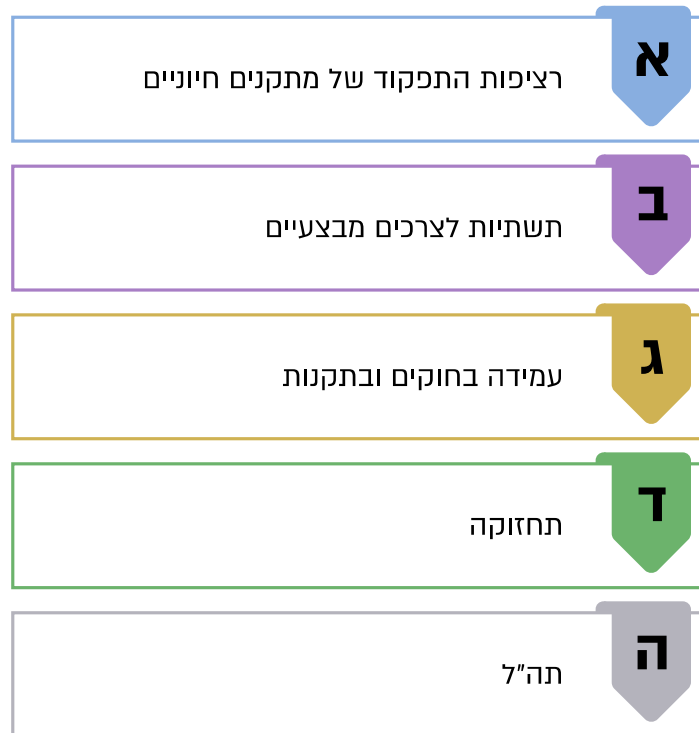 א
רציפות התפקוד של מתקנים חיוניים
ב
תשתיות לצרכים מבצעיים
ג
עמידה בחוקים ובתקנות
ד
תחזוקה
ה
תה"ל